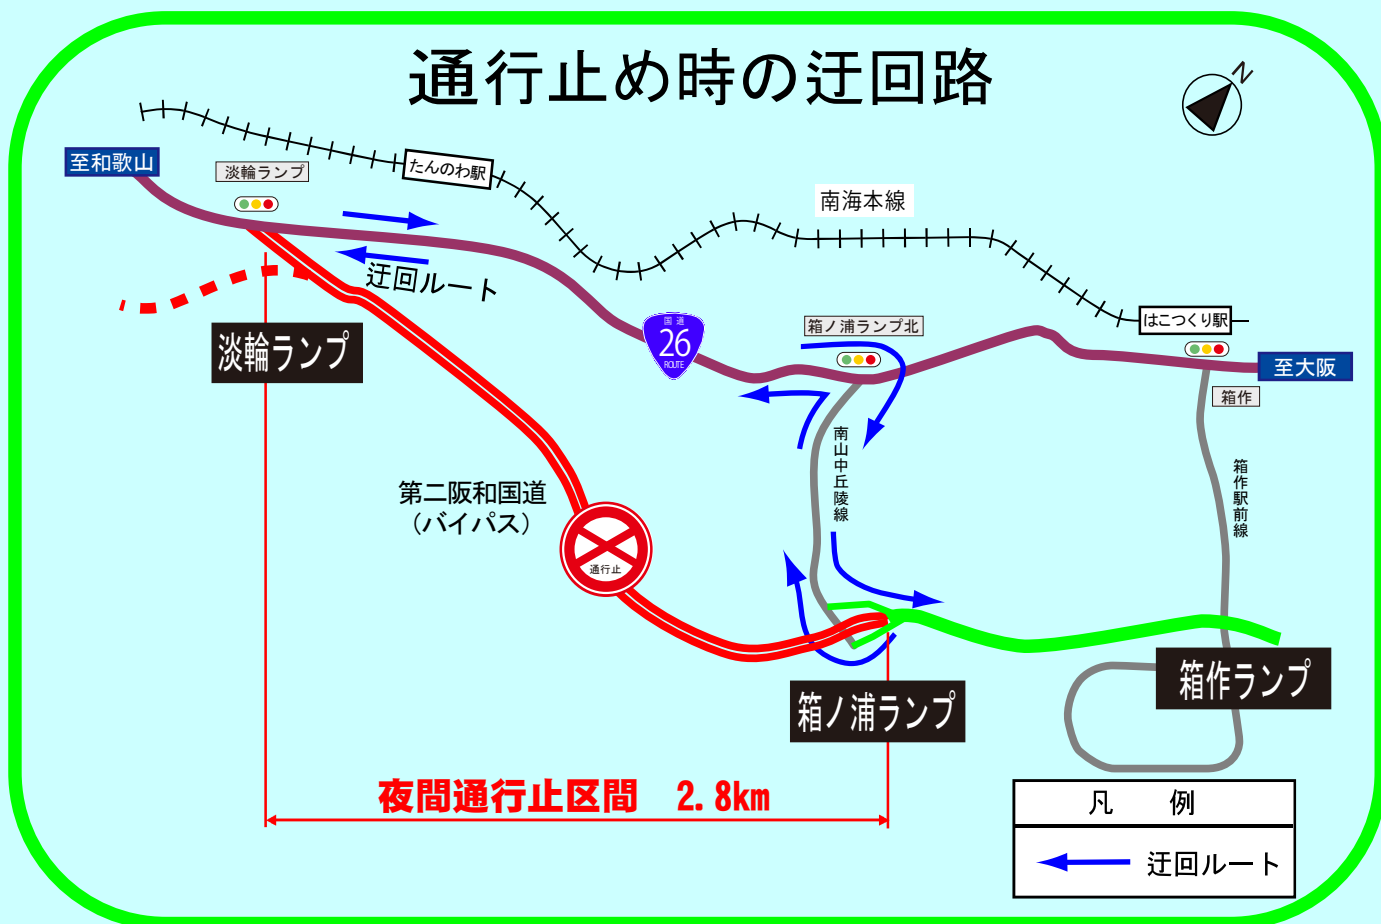 通行止め時の迂回路
N
至和歌山
淡輪ランプ
たんのわ駅
南海本線
迂回ルート
淡輪ランプ
国道
26
ROUTE
箱ノ浦ランプ北
はこつくり駅
至大阪
箱作
南山中丘陵線
箱作駅前線
第二阪和国道
（バイパス）
通行止
箱作ランプ
箱ノ浦ランプ
夜間通行止区間 2.8km
凡 例
迂回ルート